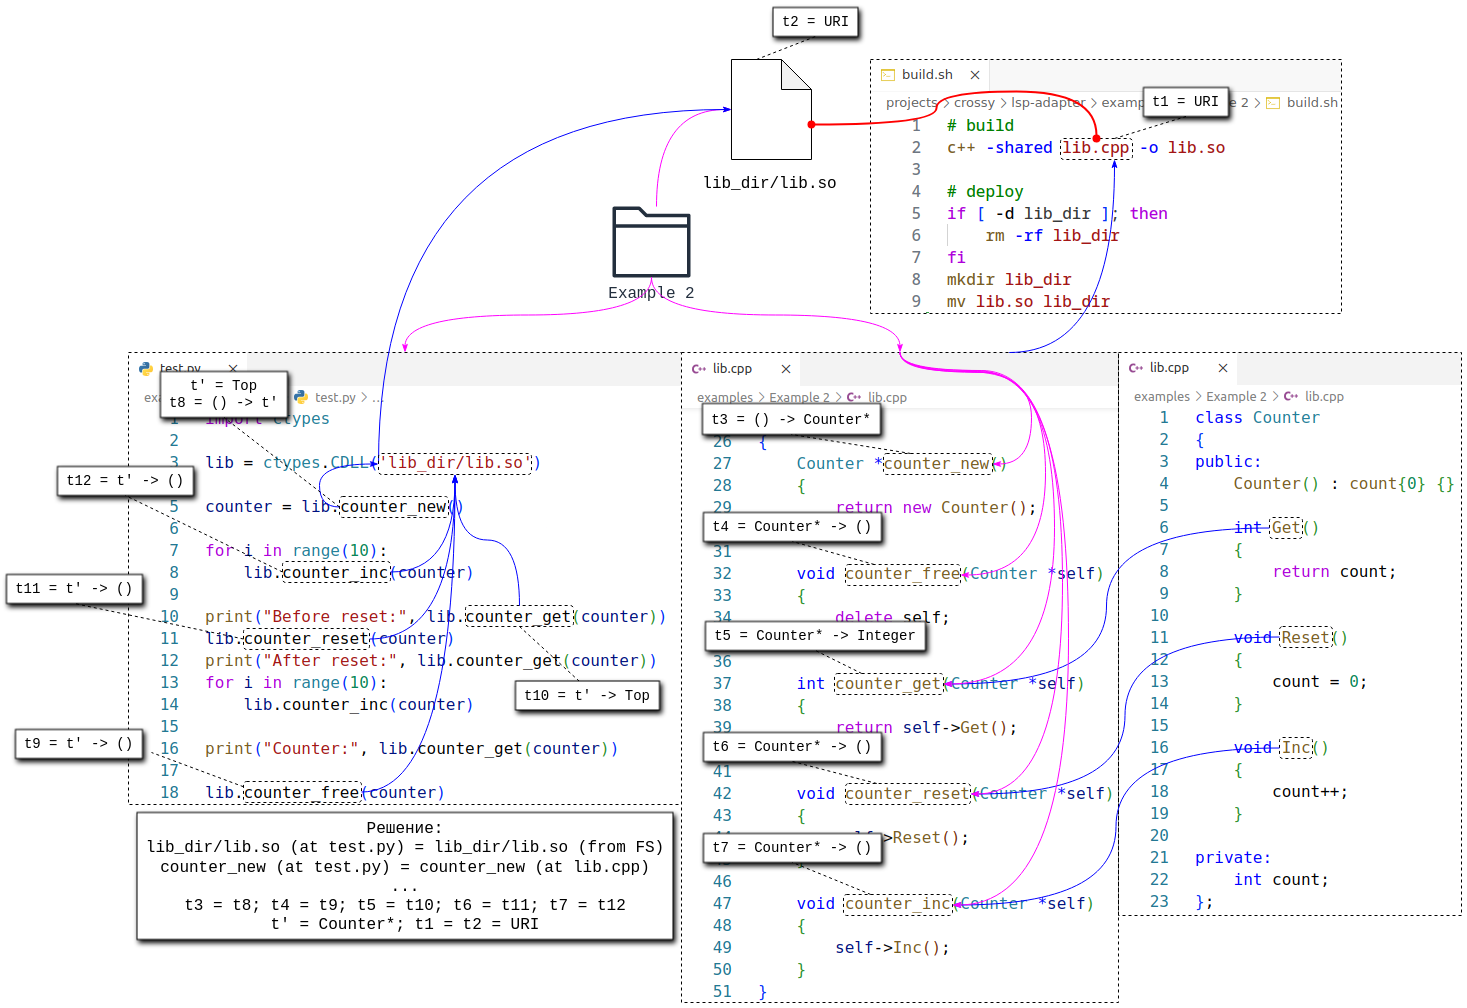 t2 = URI
lib_dir/lib.so
build.sh ×
projects > crossy > lsp-adapter > examp e 2 > build.sh
t1 = URI
1 # build
2 c++ -shared lib.cpp -o lib.so
3
4 # deploy
5 if [ -d lib_dir ]; then
6 rm -rf lib_dir
7 fi
8 mkdir lib_dir
9 mv lib.so lib_dir
Example 2
test.py ×
t' = Top
t8 = () -> t'
exa test.py > ...
1 import ctypes
2
3 lib = ctypes.CDLL('lib_dir/lib.so')
t12 = t' -> ()
5 counter = lib.counter_new()
6
7 for i in range(10):
8 lib.counter_inc(counter)
9
t11 = t' -> ()
10 print("Before reset:", lib.counter_get(counter))
11 lib.counter_reset(counter)
12 print("After reset:", lib.counter_get(counter))
13 for i in range(10):
14 lib.counter_inc(counter)
t10 = t' -> Top
15
16 print("Counter:", lib.counter_get(counter))
t9 = t' -> ()
17
18 lib.counter_free(counter)
Решение:
lib_dir/lib.so (at test.py) = lib_dir/lib.so (from FS)
counter_new (at test.py) = counter_new (at lib.cpp)
...
t3 = t8; t4 = t9; t5 = t10; t6 = t11; t7 = t12
t' = Counter*; t1 = t2 = URI
lib.cpp ×
examples > Example 2 > lib.cpp
t3 = () -> Counter*
26 {
27 Counter *counter_new()
28 {
29 return new Counter();
t4 = Counter* -> ()
31
32 void counter_free(Counter *self)
33 {
34 delete self;
t5 = Counter* -> Integer
36
37 int counter_get(Counter *self)
38 {
39 return self->Get();
t6 = Counter* -> ()
41
42 void counter_reset(Counter *self)
43 {
self->Reset();
t7 = Counter* -> ()
46
47 void counter_inc(Counter *self)
48 {
49 self->Inc();
50 }
51 }
lib.cpp ×
examples > Example 2 > lib.cpp
1 class Counter
2 {
3 public:
4 Counter() : count{0} {}
5
6 int Get()
7 {
8 return count;
9 }
10
11 void Reset()
12 {
13 count = 0;
14 }
15
16 void Inc()
17 {
18 count++;
19 }
20
21 private:
22 int count;
23 };